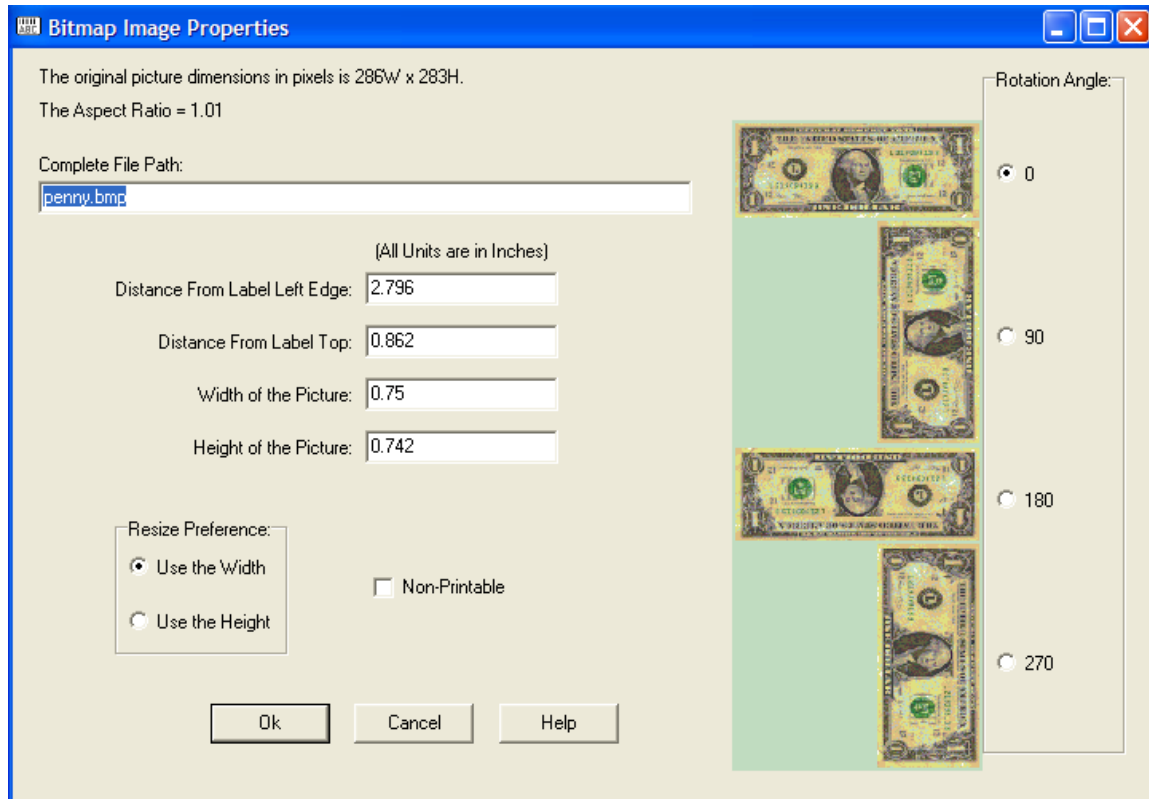 Bitmap Image Properties
The original picture dimensions in pixels is 286W x 283H.
The Aspect Ratio = 1.01
Complete File Path:
penny.bmp
(All Units are in Inches)
Distance From Label Left Edge: 2.796
Distance From Label Top: 0.862
Width of the Picture: 0.75
Height of the Picture: 0.742
Resize Preference:
Use the Width
Use the Height
Non-Printable
Ok Cancel Help
Rotation Angle:
0
90
180
270